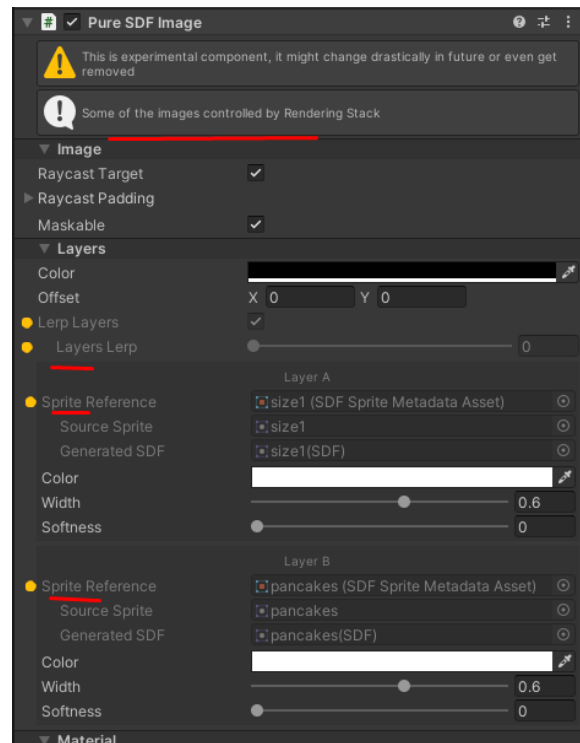 Pure SDF Image
This is experimental component, it might change drastically in future or even get
removed
Some of the images controlled by Rendering Stack
Image
Raycast Target
Raycast Padding
Maskable
Layers
Color
Offset X 0 Y 0
Lerp Layers
Layers Lerp 0
Layer A
Sprite Reference size1 (SDF Sprite Metadata Asset)
Source Sprite size1
Generated SDF size1(SDF)
Color
Width 0.6
Softness 0
Layer B
Sprite Reference pancakes (SDF Sprite Metadata Asset)
Source Sprite pancakes
Generated SDF pancakes(SDF)
Color
Width 0.6
Softness 0
Material